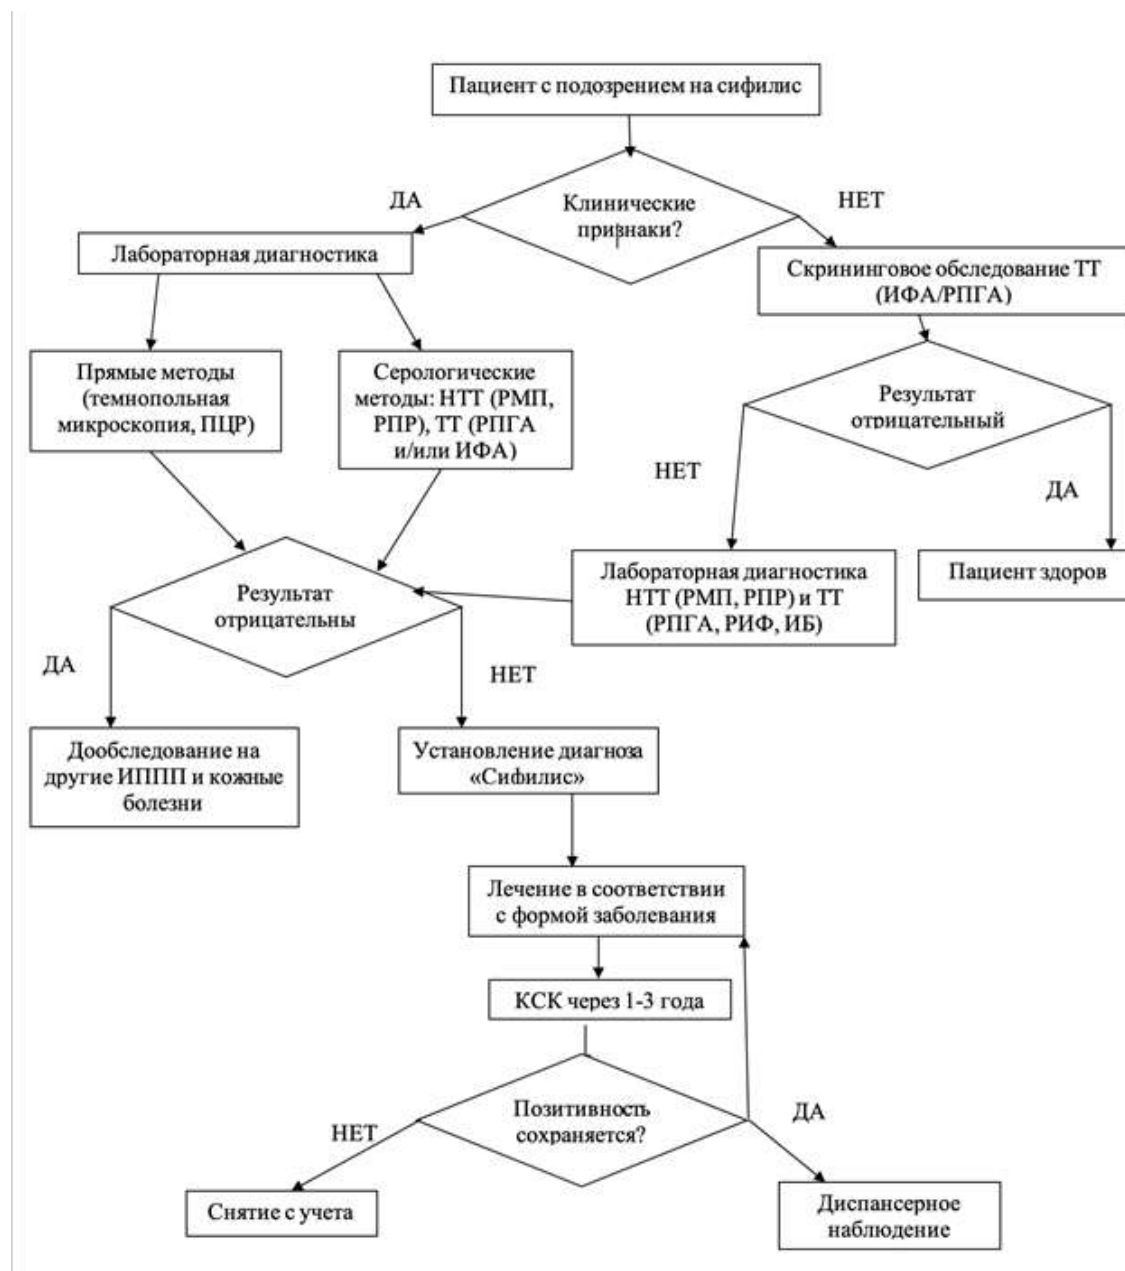 Пациент с подозрением на сифилис
Клинические
признаки?
ДА
НЕТ
Лабораторная диагностика
Скрининговое обследование ТТ
(ИФА/РПГА)
Прямые методы
(темнопольная
микроскопия, ПЦР)
Серологические
методы: НТТ (РМП,
РПР), ТТ (РПГА
и/или ИФА)
Результат
отрицательный
НЕТ
ДА
Лабораторная диагностика
НТТ (РМП, РПР) и ТТ
(РПГА, РИФ, ИБ)
Пациент здоров
Результат
отрицательны
ДА
НЕТ
Дообследование на
другие ИППП и кожные
болезни
Установление диагноза
«Сифилис»
Лечение в соответствии
с формой заболевания
КСК через 1-3 года
Позитивность
сохраняется?
НЕТ
ДА
Снятие с учета
Диспансерное
наблюдение